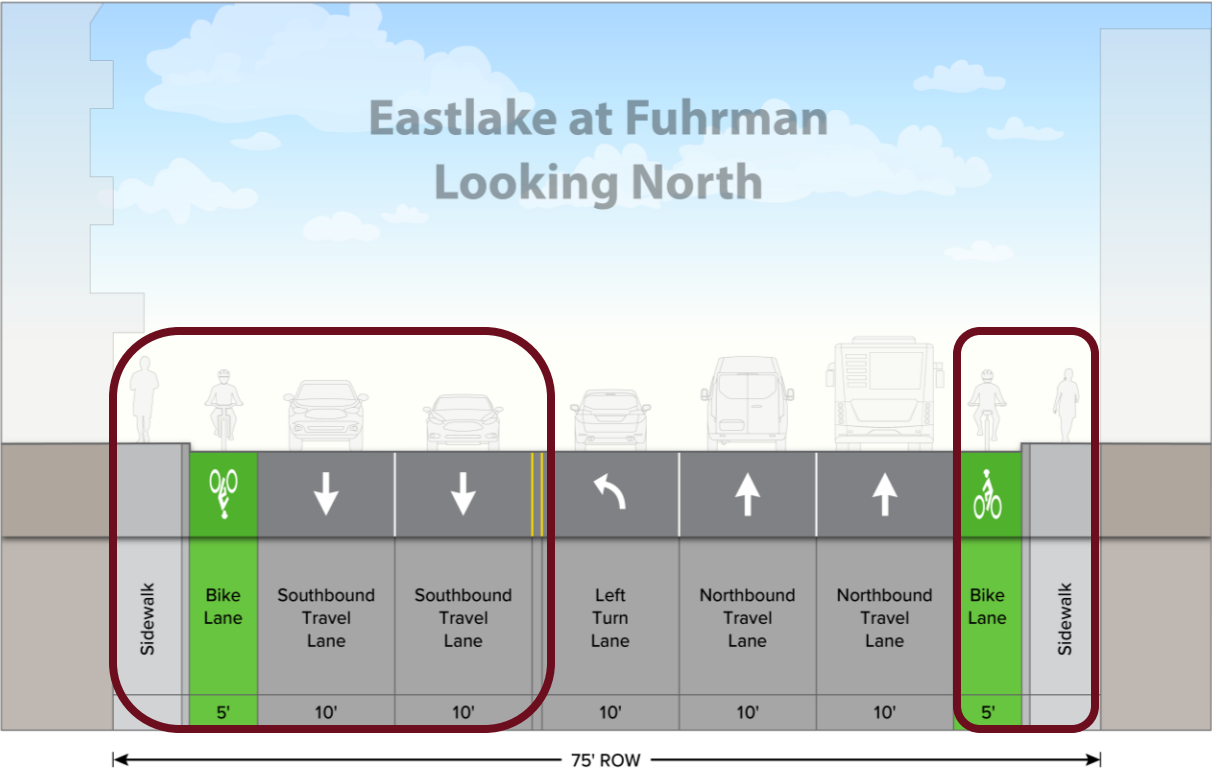 Eastlake at Fuhrman
Looking North
Sidewalk
Bike
Lane
Southbound
Travel
Lane
Southbound
Travel
Lane
Left
Turn
Lane
Northbound
Travel
Lane
Northbound
Travel
Lane
Bike
Lane
Sidewalk
5'
10'
10'
10'
10'
10'
5'
75' ROW